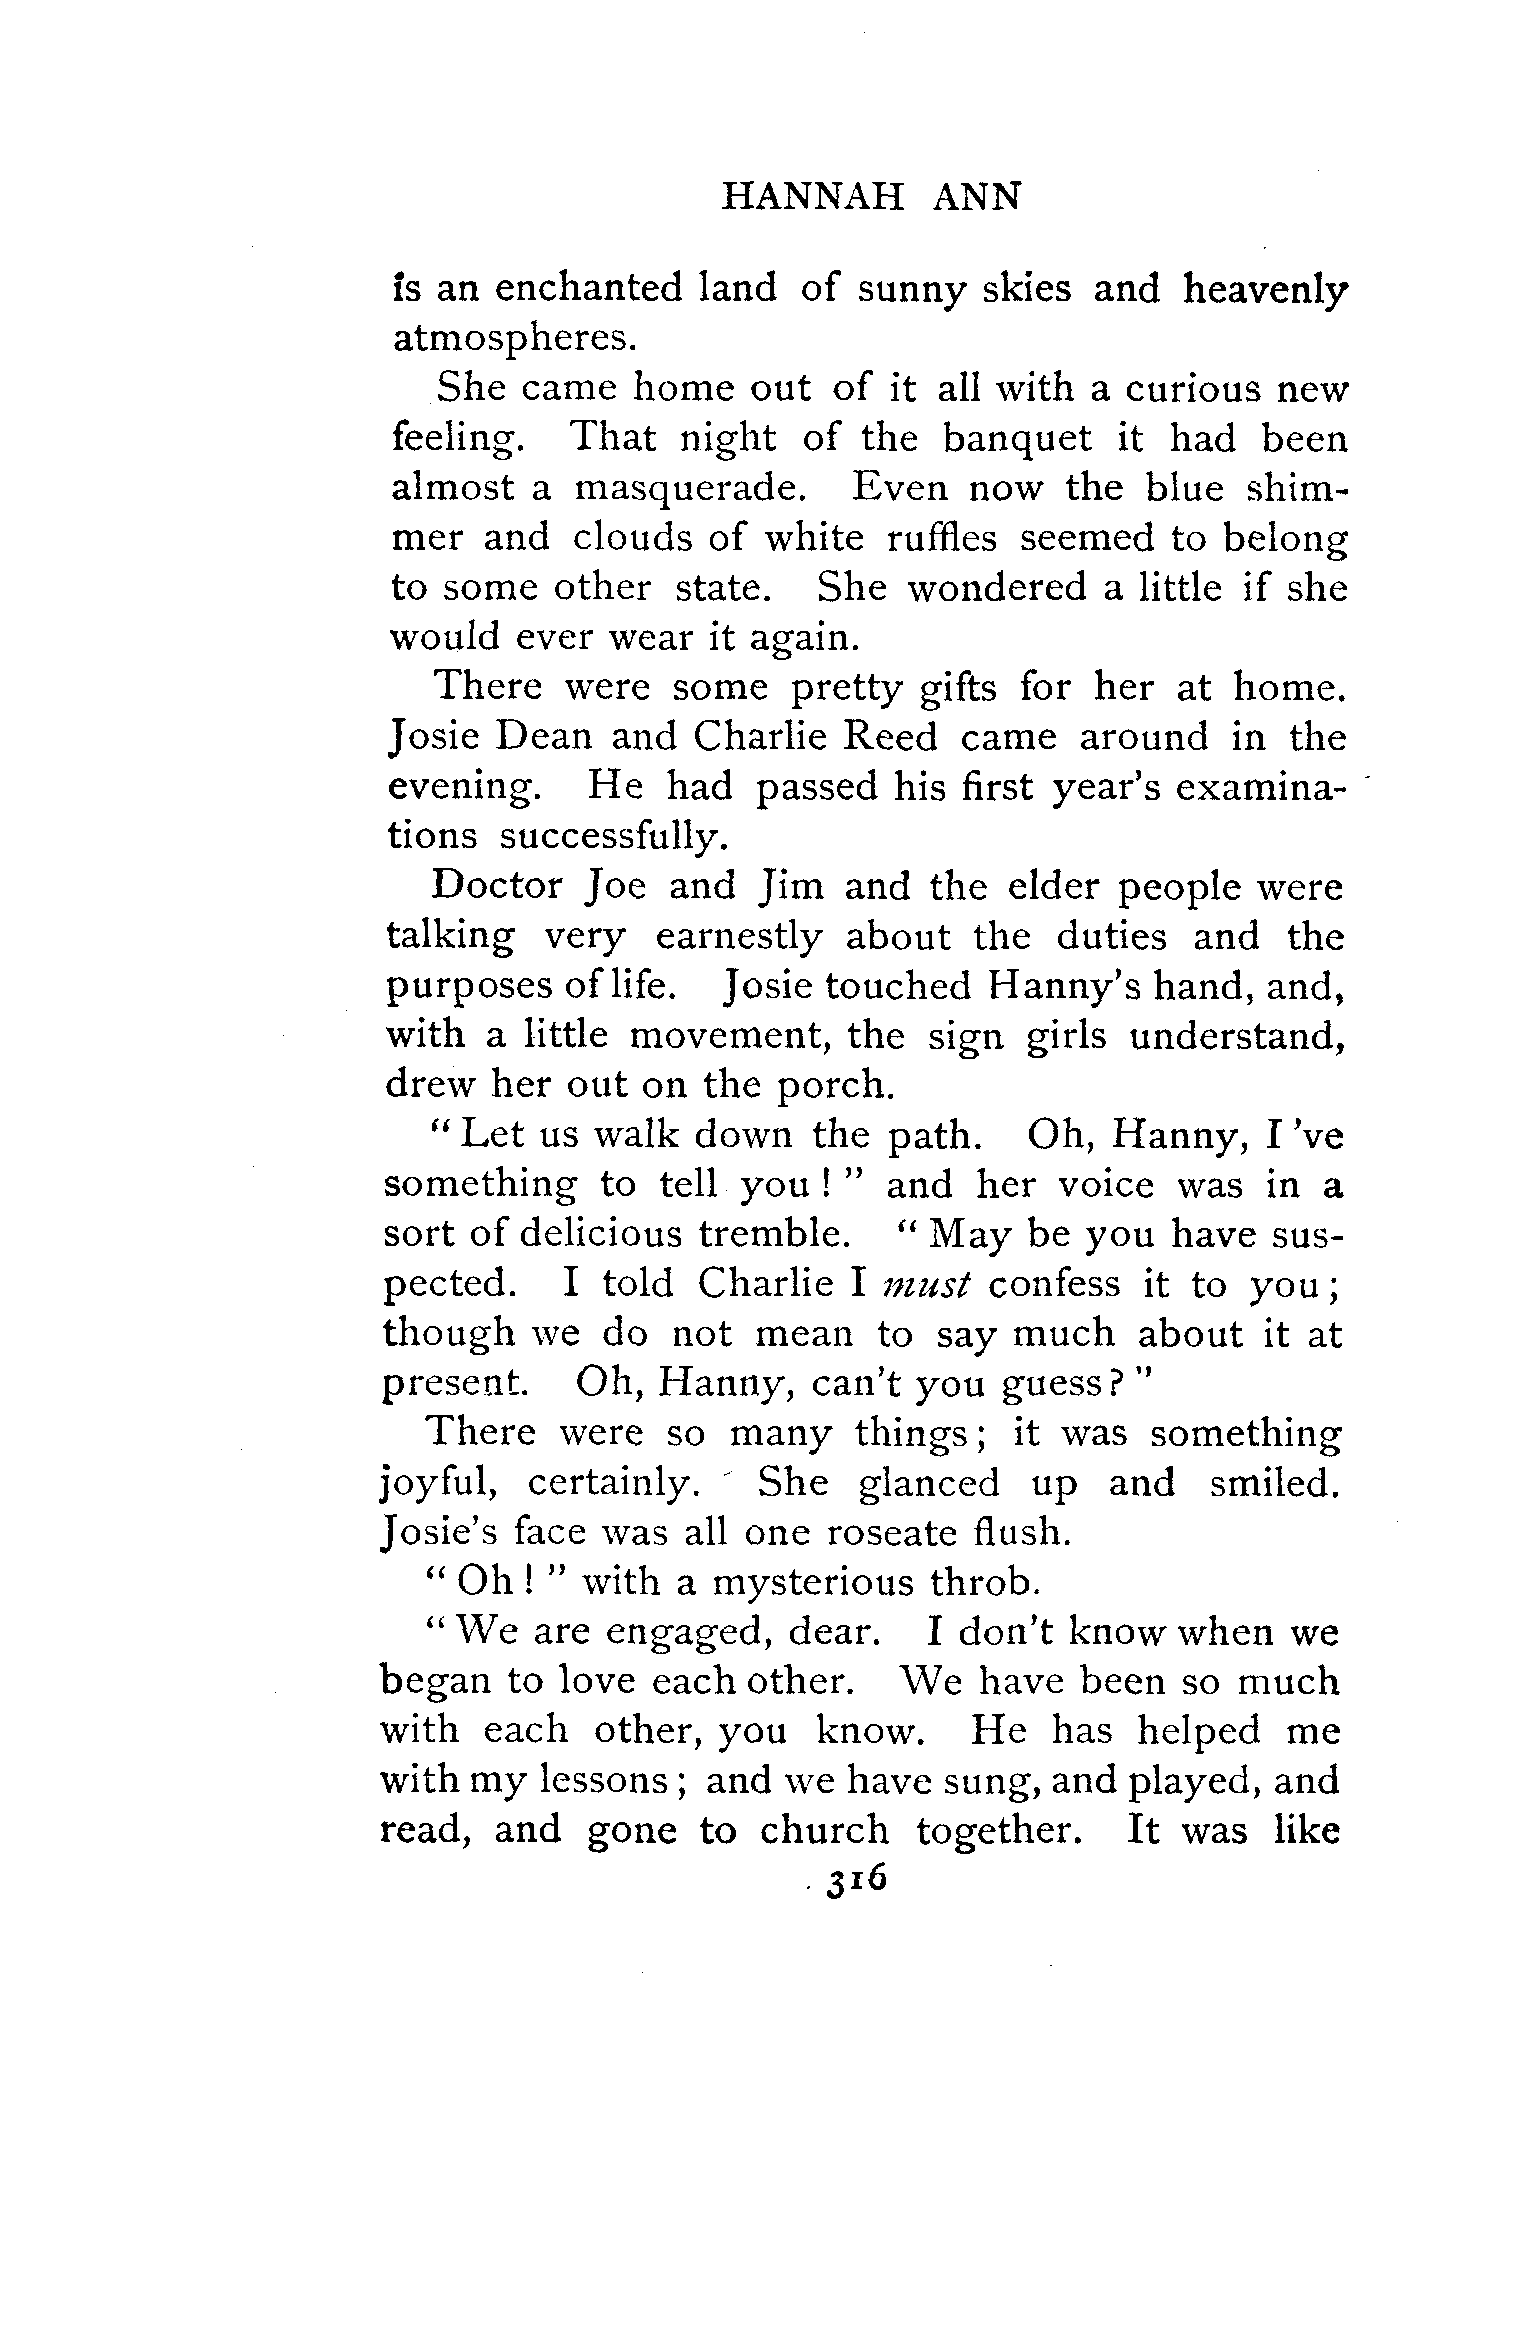 HANNAH ANN
is an enchanted land of sunny skies and heavenly
atmospheres.
She came home out of it all with a curious new
feeling. That night of the banquet it had been
almost a masquerade. Even now the blue shim-
mer and clouds of white ruffles seemed to belong
to some other state. She wondered a little if she
would ever wear it again.
There were some pretty gifts for her at home.
Josie Dean and Charlie Reed came around in the
evening. He had passed his first year's examina-
tions successfully.
Doctor Joe and Jim and the elder people were
talking very earnestly about the duties and the
purposes of life. Josie touched Hanny's hand, and,
with a little movement, the sign girls understand,
drew her out on the porch.
"Let us walk down the path. Oh, Hanny, I 've
something to tell you!" and her voice was in a
sort of delicious tremble. "May be you have sus-
pected. I told Charlie I must confess it to you;
though we do not mean to say much about it at
present. Oh, Hanny, can't you guess?"
There were so many things; it was something
joyful, certainly. She glanced up and smiled.
Josie's face was all one roseate flush.
"Oh!" with a mysterious throb.
"We are engaged, dear. I don't know when we
began to love each other. We have been so much
with each other, you know. He has helped me
with my lessons; and we have sung, and played, and
read, and gone to church together. It was like
316